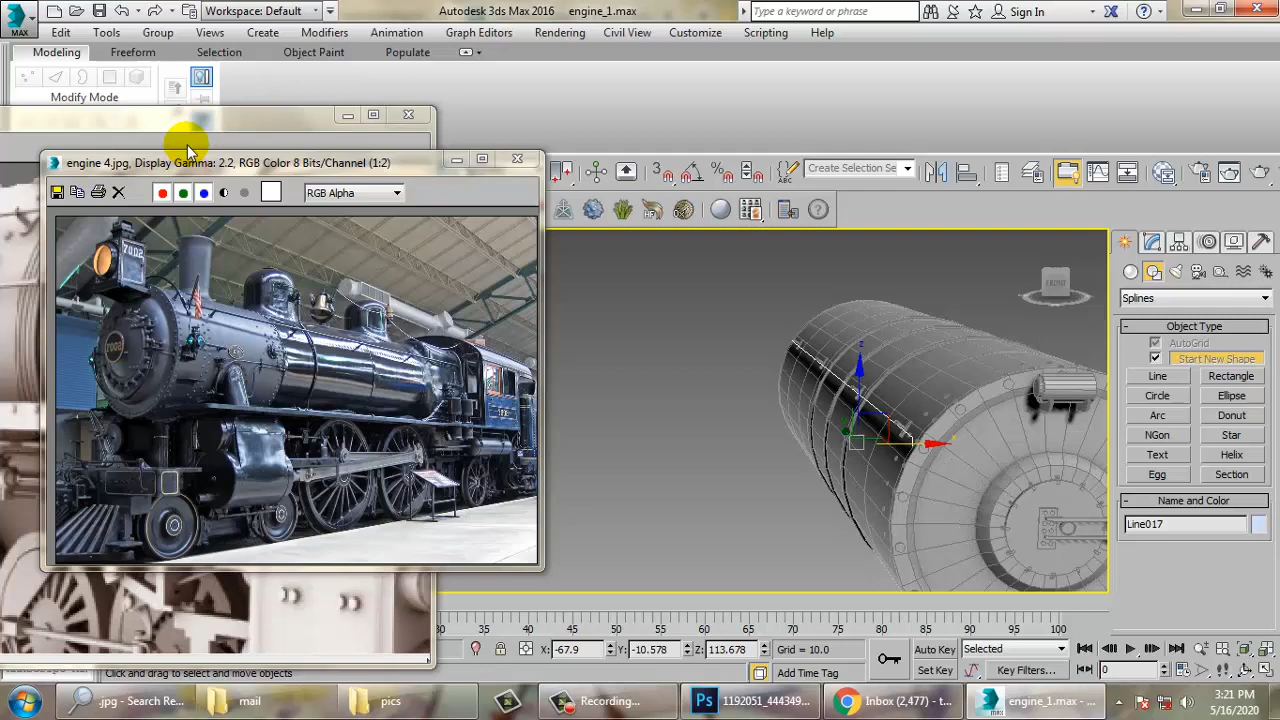 Workspace: Default
Autodesk 3ds Max 2016 engine_1.max
Type a keyword or phrase
Sign In
MAX
Edit Tools Group Views Create Modifiers Animation Graph Editors Rendering Civil View Customize Scripting Help
Modeling Freeform Selection Object Paint Populate
Modify Mode
engine 4.jpg, Display Gamma: 2.2, RGB Color 8 Bits/Channel (1:2)
RGB Alpha
Create Selection Se
7002
7002
FRONT
Splines
Object Type
AutoGrid
Start New Shape
Line Rectangle
Circle Ellipse
Arc Donut
NGon Star
Text Helix
Egg Section
Name and Color
Line017
30 35 40 45 50 55 60 65 70 75 80 85 90 95 100
X: -67.9 Y: -10.578 Z: 113.678 Grid = 10.0
Auto Key Selected
Click and drag to select and move objects
Add Time Tag
Set Key Key Filters...
0
.jpg - Search Re...
mail
pics
Recording...
1192051_444349...
Inbox (2,477) - t...
engine_1.max - ...
3:21 PM
5/16/2020